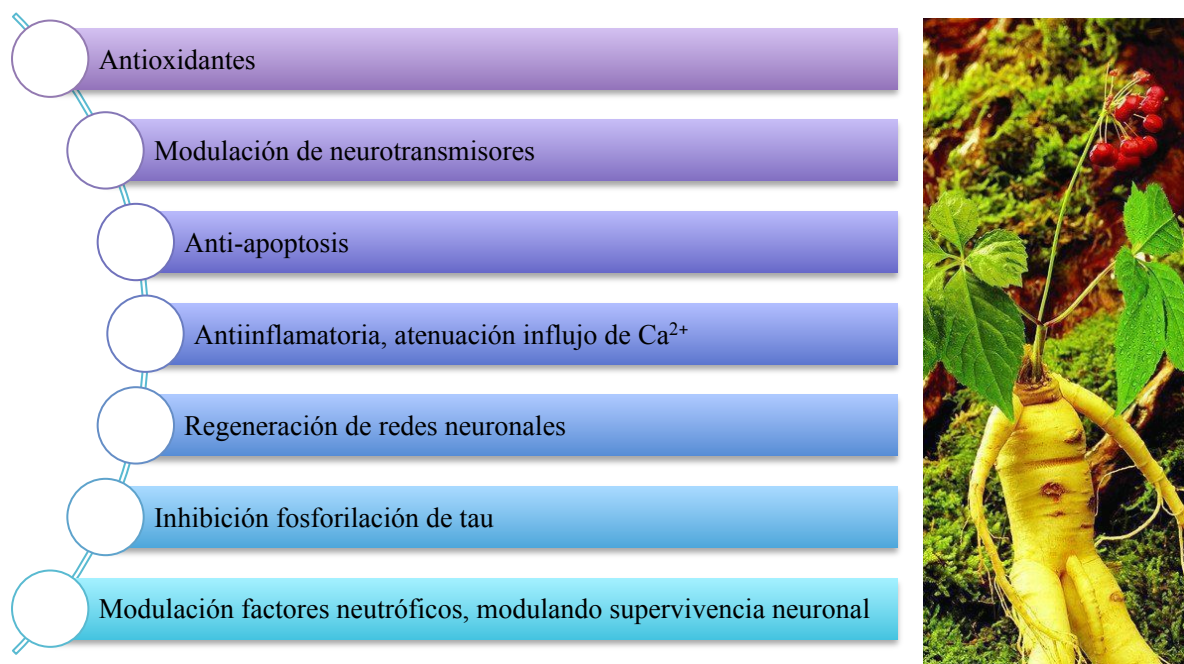 Antioxidantes
Modulación de neurotransmisores
Anti-apoptosis
Antiinflamatoria, atenuación influjo de Ca²⁺
Regeneración de redes neuronales
Inhibición fosforilación de tau
Modulación factores neutróficos, modulando supervivencia neuronal